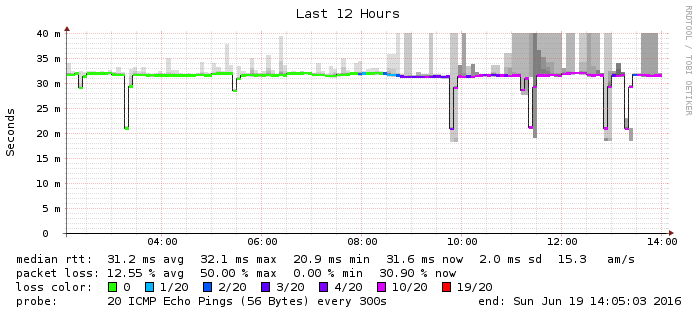 Last 12 Hours
RRDTOOL / TOBI OETIKER
Seconds
40 m
35 m
30 m
25 m
20 m
15 m
10 m
5 m
0
04:00 06:00 08:00 10:00 12:00 14:00
median rtt: 31.2 ms avg 32.1 ms max 20.9 ms min 31.6 ms now 2.0 ms sd 15.3 am/s
packet loss: 12.55 % avg 50.00 % max 0.00 % min 30.90 % now
loss color: 0 1/20 2/20 3/20 4/20 10/20 19/20
probe: 20 ICMP Echo Pings (56 Bytes) every 300s end: Sun Jun 19 14:05:03 2016